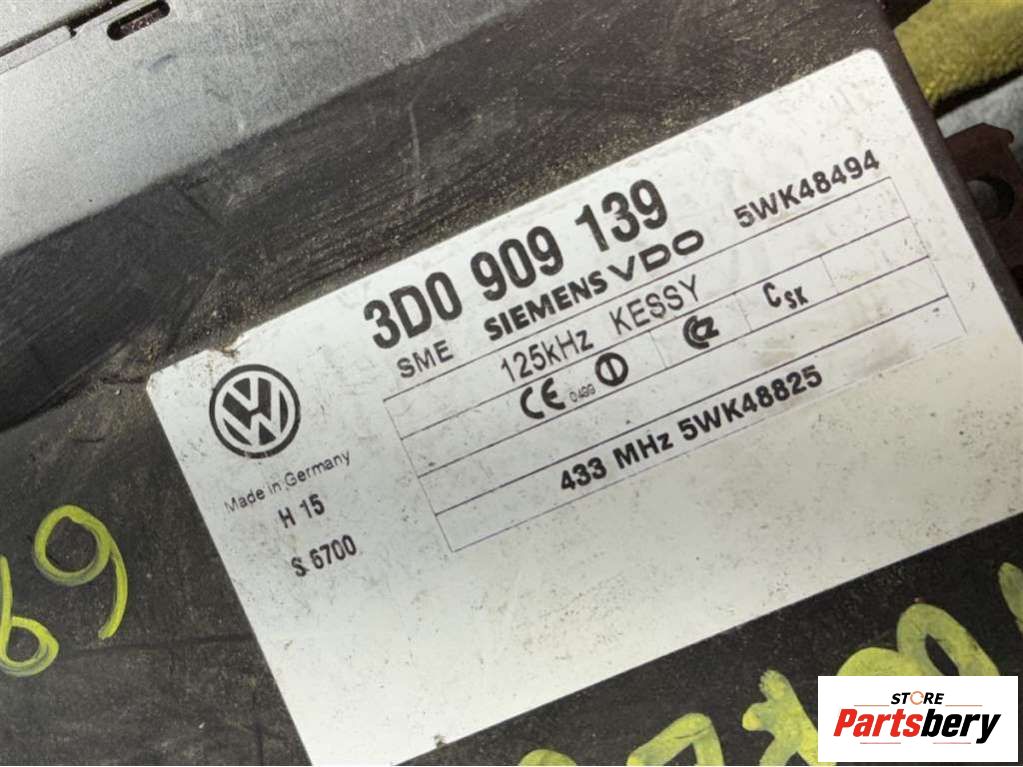 3D0 909 139
SME SIEMENS VDO 5WK48494
125kHz KESSY
CE 0499 CSK
433 MHz 5WK48825
Made in Germany
H 15
S 6700
69
STORE
Partsbery